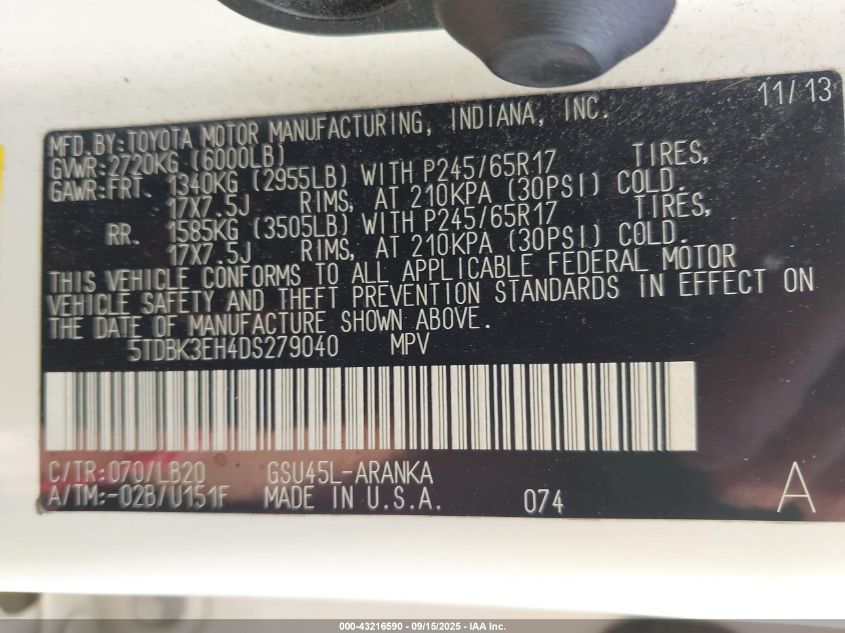 11/13
MFD.BY:TOYOTA MOTOR MANUFACTURING, INDIANA, INC.
GVWR:2720KG (6000LB)
GAWR:FRT. 1340KG (2955LB) WITH P245/65R17 TIRES,
17X7.5J RIMS, AT 210KPA (30PSI) COLD.
RR. 1585KG (3505LB) WITH P245/65R17 TIRES,
17X7.5J RIMS, AT 210KPA (30PSI) COLD.
THIS VEHICLE CONFORMS TO ALL APPLICABLE FEDERAL MOTOR
VEHICLE SAFETY AND THEFT PREVENTION STANDARDS IN EFFECT ON
THE DATE OF MANUFACTURE SHOWN ABOVE.
5TDBK3EH4DS279040 MPV
C/TR:070/LB20 GSU45L-ARANKA
A/TM:-02B/U151F MADE IN U.S.A. 074 A
000-43216590 - 09/15/2025 - IAA Inc.